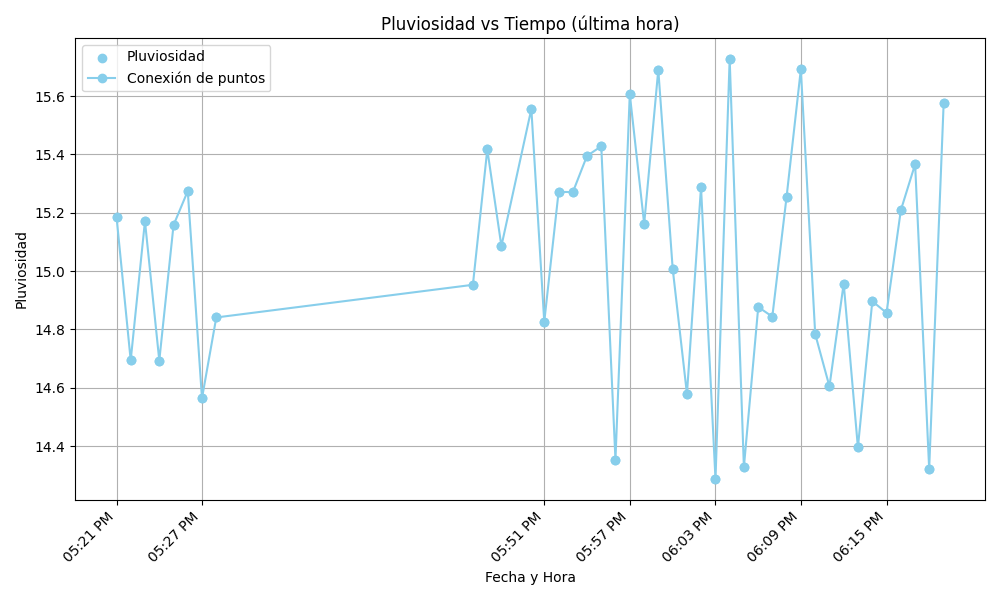 Pluviosidad vs Tiempo (última hora)
Pluviosidad
Conexión de puntos
Pluviosidad
15.6
15.4
15.2
15.0
14.8
14.6
14.4
05:21 PM
05:27 PM
05:51 PM
05:57 PM
06:03 PM
06:09 PM
06:15 PM
Fecha y Hora